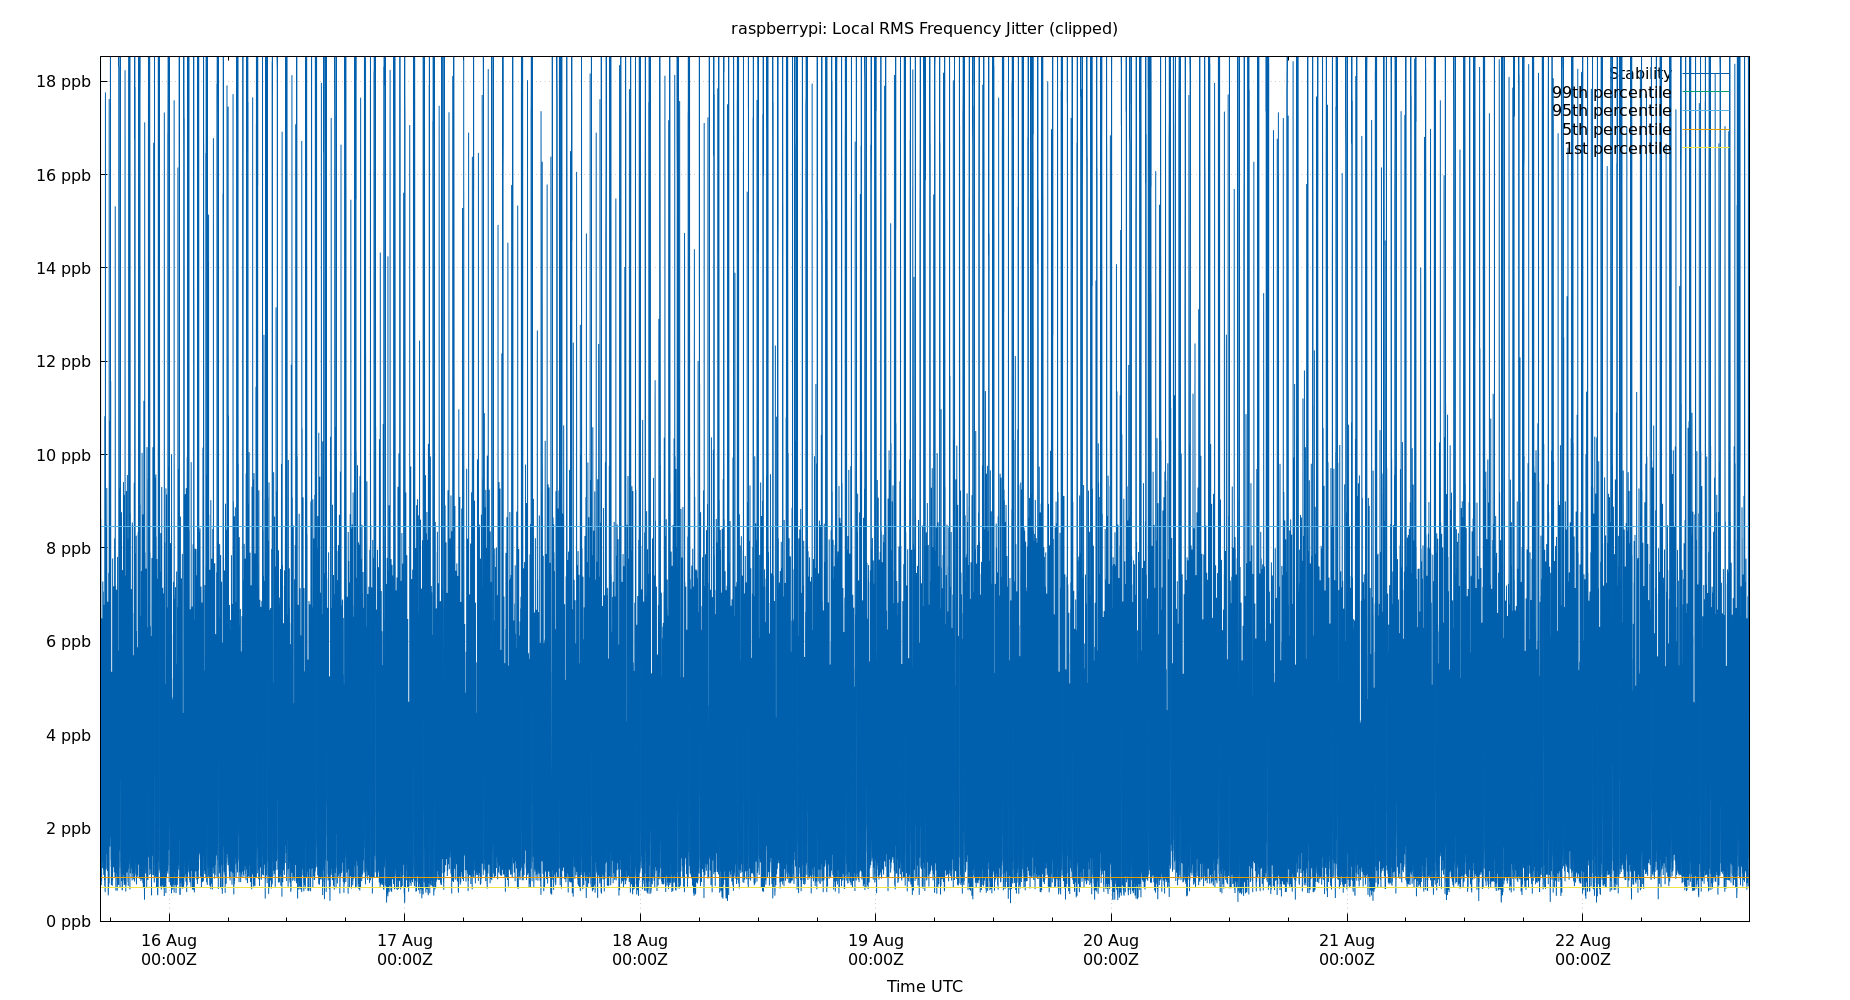 raspberrypi: Local RMS Frequency Jitter (clipped)
18 ppb
16 ppb
14 ppb
12 ppb
10 ppb
8 ppb
6 ppb
4 ppb
2 ppb
0 ppb
Stability
99th percentile
95th percentile
5th percentile
1st percentile
16 Aug
00:00Z
17 Aug
00:00Z
18 Aug
00:00Z
19 Aug
00:00Z
20 Aug
00:00Z
21 Aug
00:00Z
22 Aug
00:00Z
Time UTC